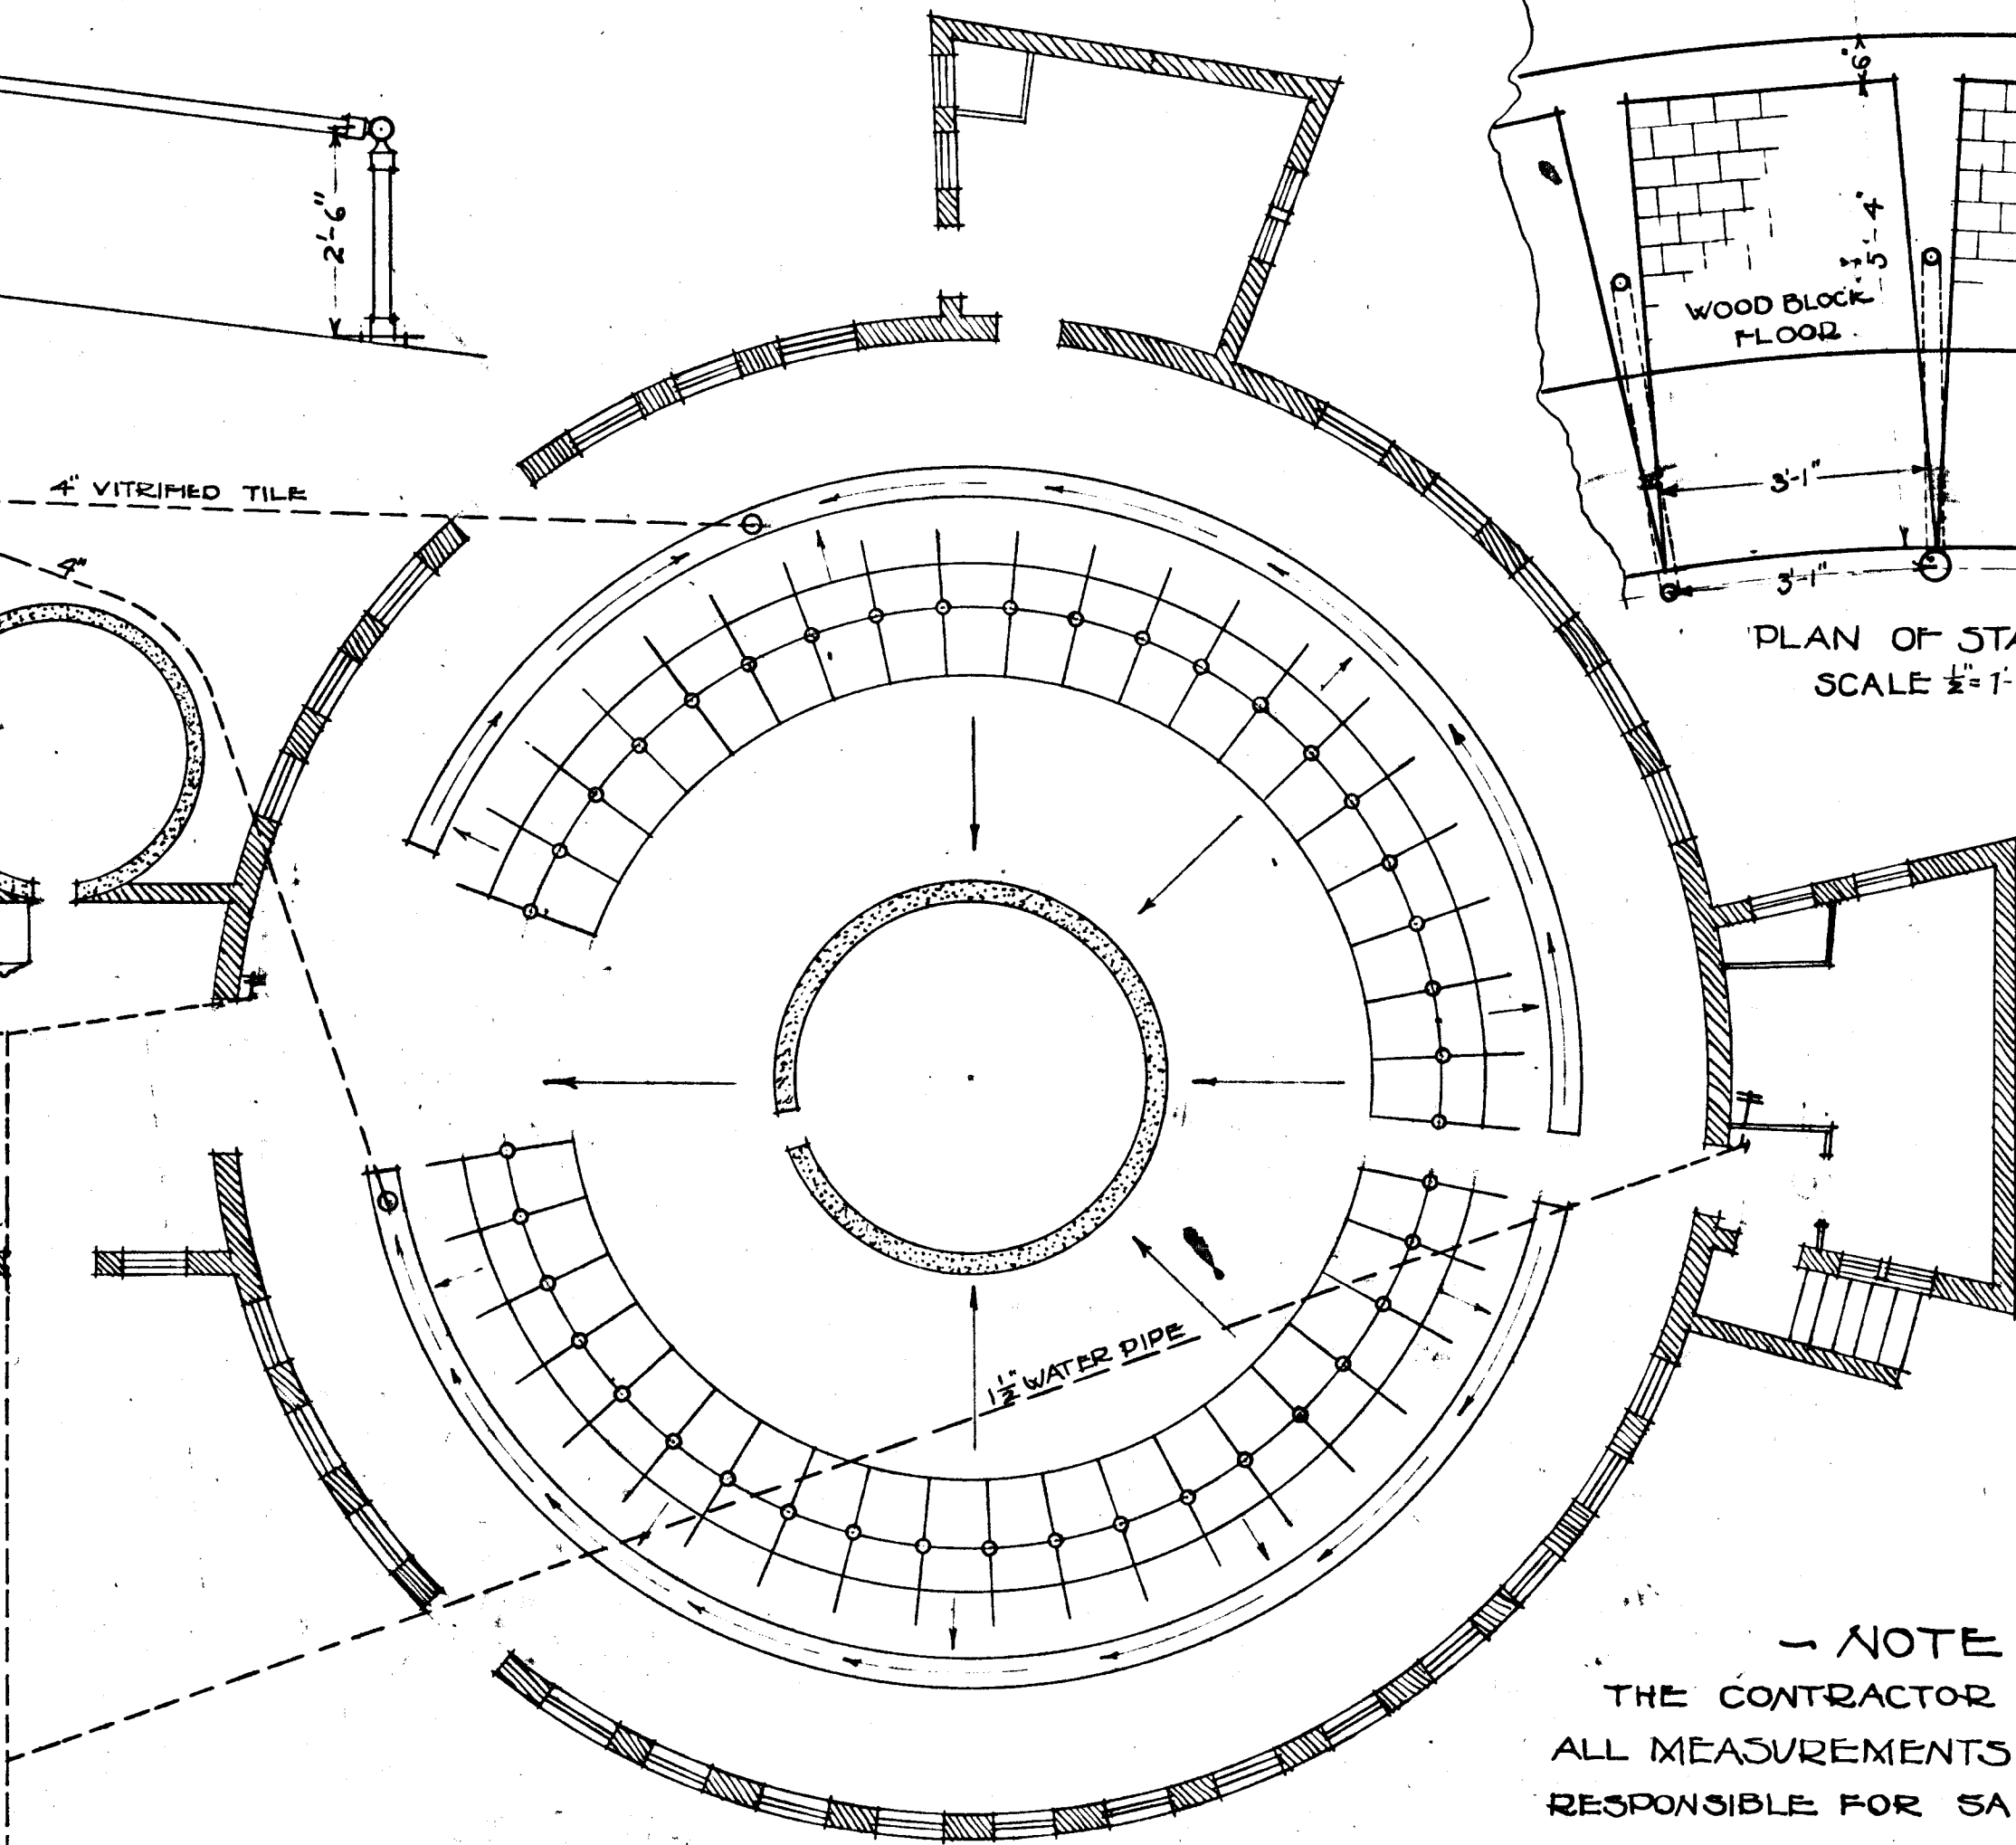 6"
2'-6"
5'-4"
WOOD BLOCK
FLOOR.
4" VITRIFIED TILE
3'-1"
4"
3'-1"
PLAN OF STA
SCALE ½" = 1'-
1½" WATER PIPE
- NOTE
THE CONTRACTOR
ALL MEASUREMENTS
RESPONSIBLE FOR SA